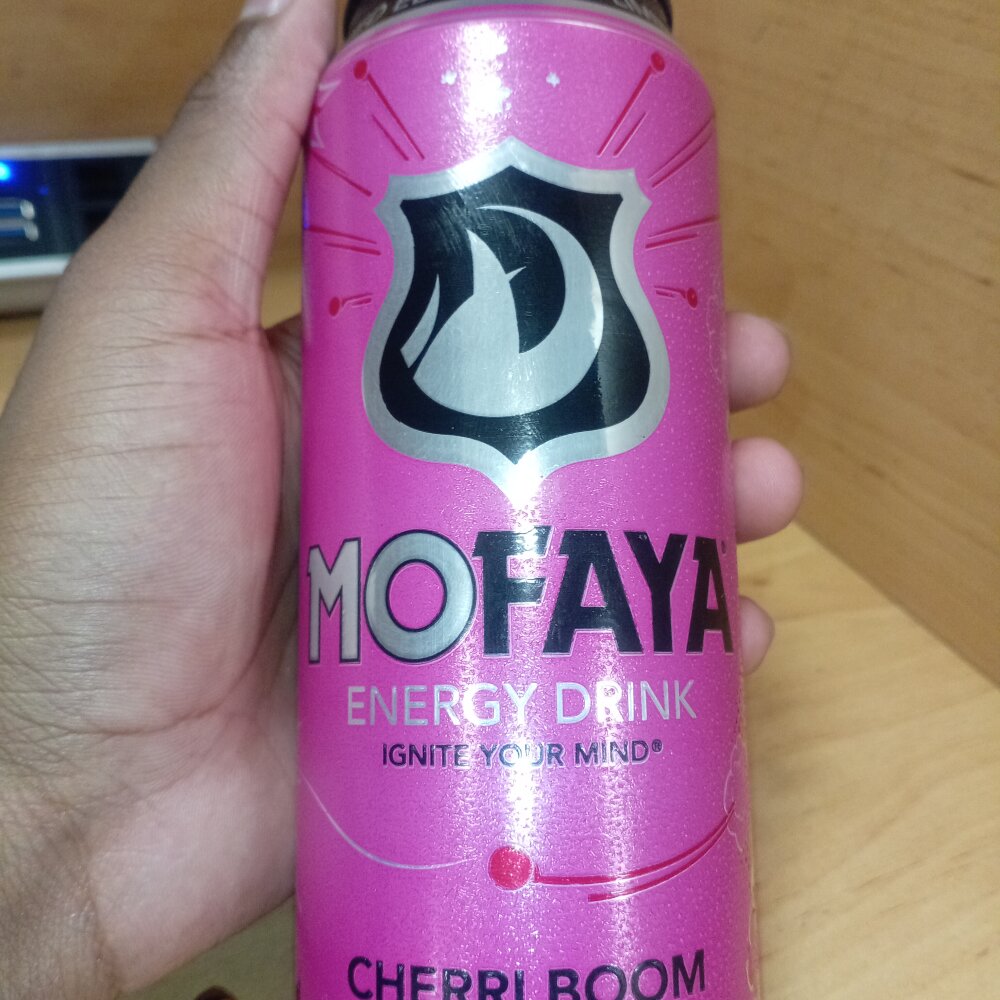 MOFAYA
ENERGY DRINK
IGNITE YOUR MIND®
CHERRI BOOM